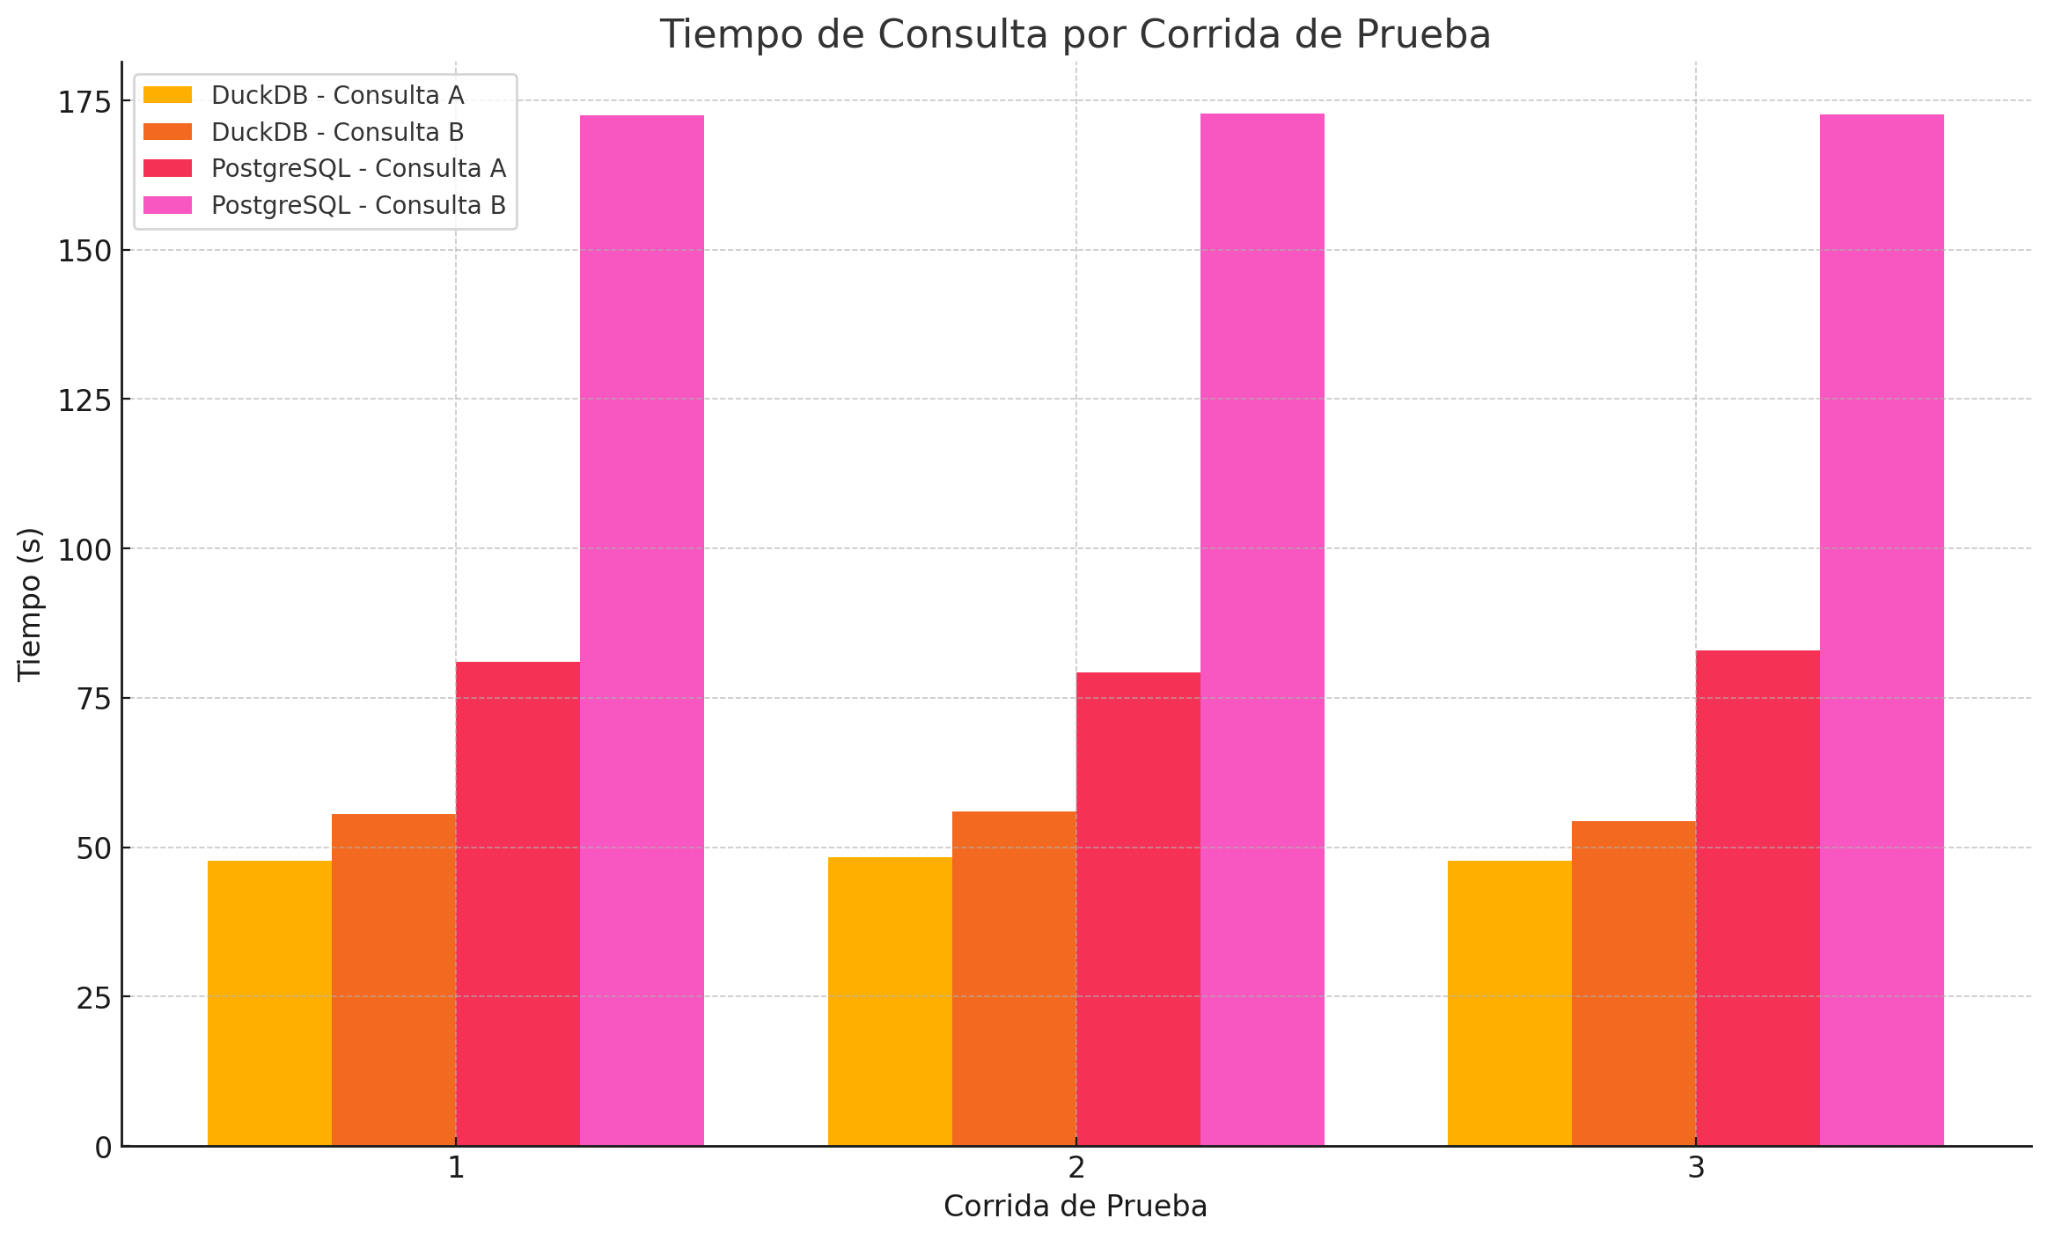 Tiempo de Consulta por Corrida de Prueba
DuckDB - Consulta A
DuckDB - Consulta B
PostgreSQL - Consulta A
PostgreSQL - Consulta B
175
150
125
100
75
50
25
0
Tiempo (s)
1 2 3
Corrida de Prueba